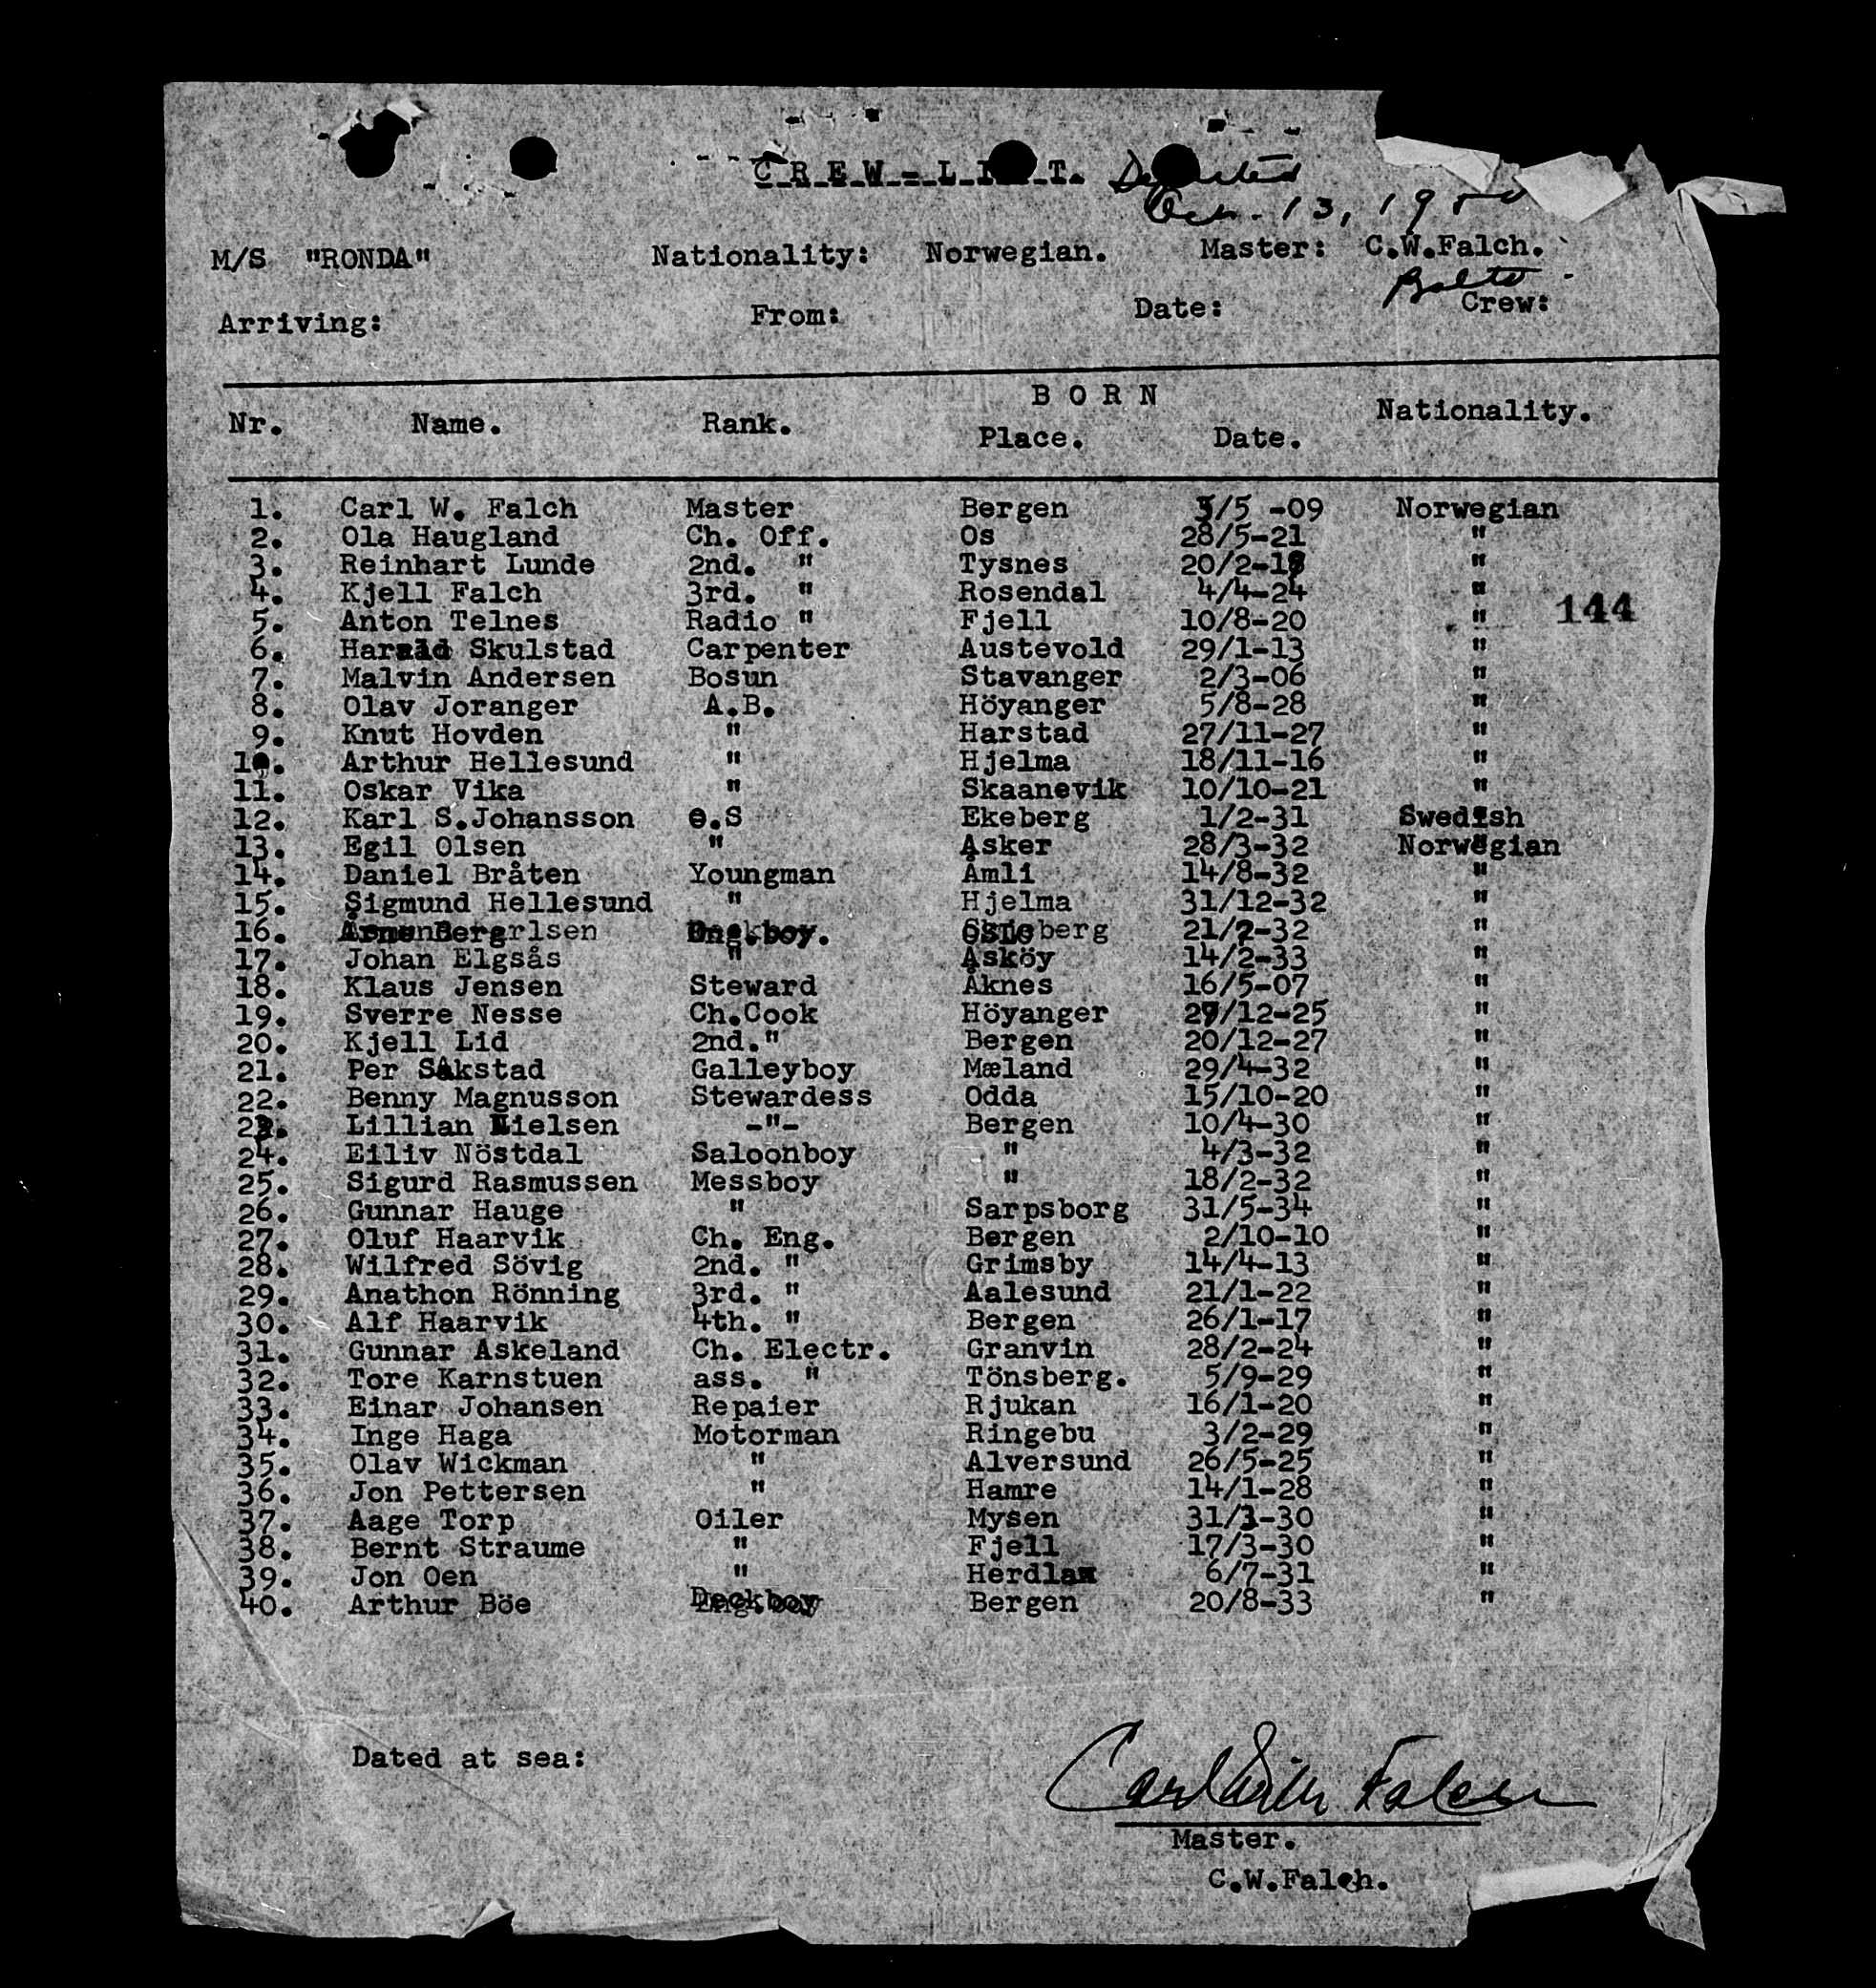 C-R-E-W - L-I-S-T. Departed
Oct. 13, 1950
M/S "RONDA" Nationality: Norwegian. Master: C.W.Falch.
Balto -
Arriving: From: Date: Crew:
B O R N
Nr. Name. Rank. Place. Date. Nationality.
1. Carl W. Falch Master Bergen 3/5 -09 Norwegian
2. Ola Haugland Ch. Off. Os 28/5-21 "
3. Reinhart Lunde 2nd. " Tysnes "
4. Kjell Falch 3rd. " Rosendal 4/4-24 "
144
5. Anton Telnes Radio " Fjell 10/8-20 "
6. Harald Skulstad Carpenter Austevold 29/1-13 "
7. Malvin Andersen Bosun Stavanger 2/3-06 "
8. Olav Joranger A.B. Höyanger 5/8-28 "
9. Knut Hovden " Harstad 27/11-27 "
10. Arthur Hellesund " Hjelma 18/11-16 "
11. Oskar Vika " Skaanevik 10/10-21 "
12. Karl S.Johansson o.S Ekeberg 1/2-31 Swedish
13. Egil Olsen " Asker 28/3-32 Norwegian
14. Daniel Bråten Youngman Åmli 14/8-32 "
15. Sigmund Hellesund " Hjelma 31/12-32 "
16. 21/2-32 "
17. Johan Elgsås " Asköy 14/2-33 "
18. Klaus Jensen Steward Åknes 16/5-07 "
19. Sverre Nesse Ch.Cook Höyanger 29/12-25 "
20. Kjell Lid 2nd." Bergen 20/12-27 "
21. Per SAkstad Galleyboy Mæland 29/4-32 "
22. Benny Magnusson Stewardess Odda 15/10-20 "
23. Lillian Nielsen -"- Bergen 10/4-30 "
24. Eiliv Nöstdal Saloonboy " 4/3-32 "
25. Sigurd Rasmussen Messboy " 18/2-32 "
26. Gunnar Hauge " Sarpsborg 31/5-34 "
27. Oluf Haarvik Ch. Eng. Bergen 2/10-10 "
28. Wilfred Sövig 2nd. " Grimsby 14/4-13 "
29. Anathon Rönning 3rd. " Aalesund 21/1-22 "
30. Alf Haarvik 4th. " Bergen 26/1-17 "
31. Gunnar Askeland Ch. Electr. Granvin 28/2-24 "
32. Tore Karnstuen ass. " Tönsberg. 5/9-29 "
33. Einar Johansen Repaier Rjukan 16/1-20 "
34. Inge Haga Motorman Ringebu 3/2-29 "
35. Olav Wickman " Alversund 26/5-25 "
36. Jon Pettersen " Hamre 14/1-28 "
37. Aage Torp Oiler Mysen 31/3-30 "
38. Bernt Straume " Fjell 17/3-30 "
39. Jon Oen " Herdla 6/7-31 "
40. Arthur Böe Deckboy Bergen 20/8-33 "
Dated at sea:
Carl Wilh Falch
Master.
C.W.Falch.